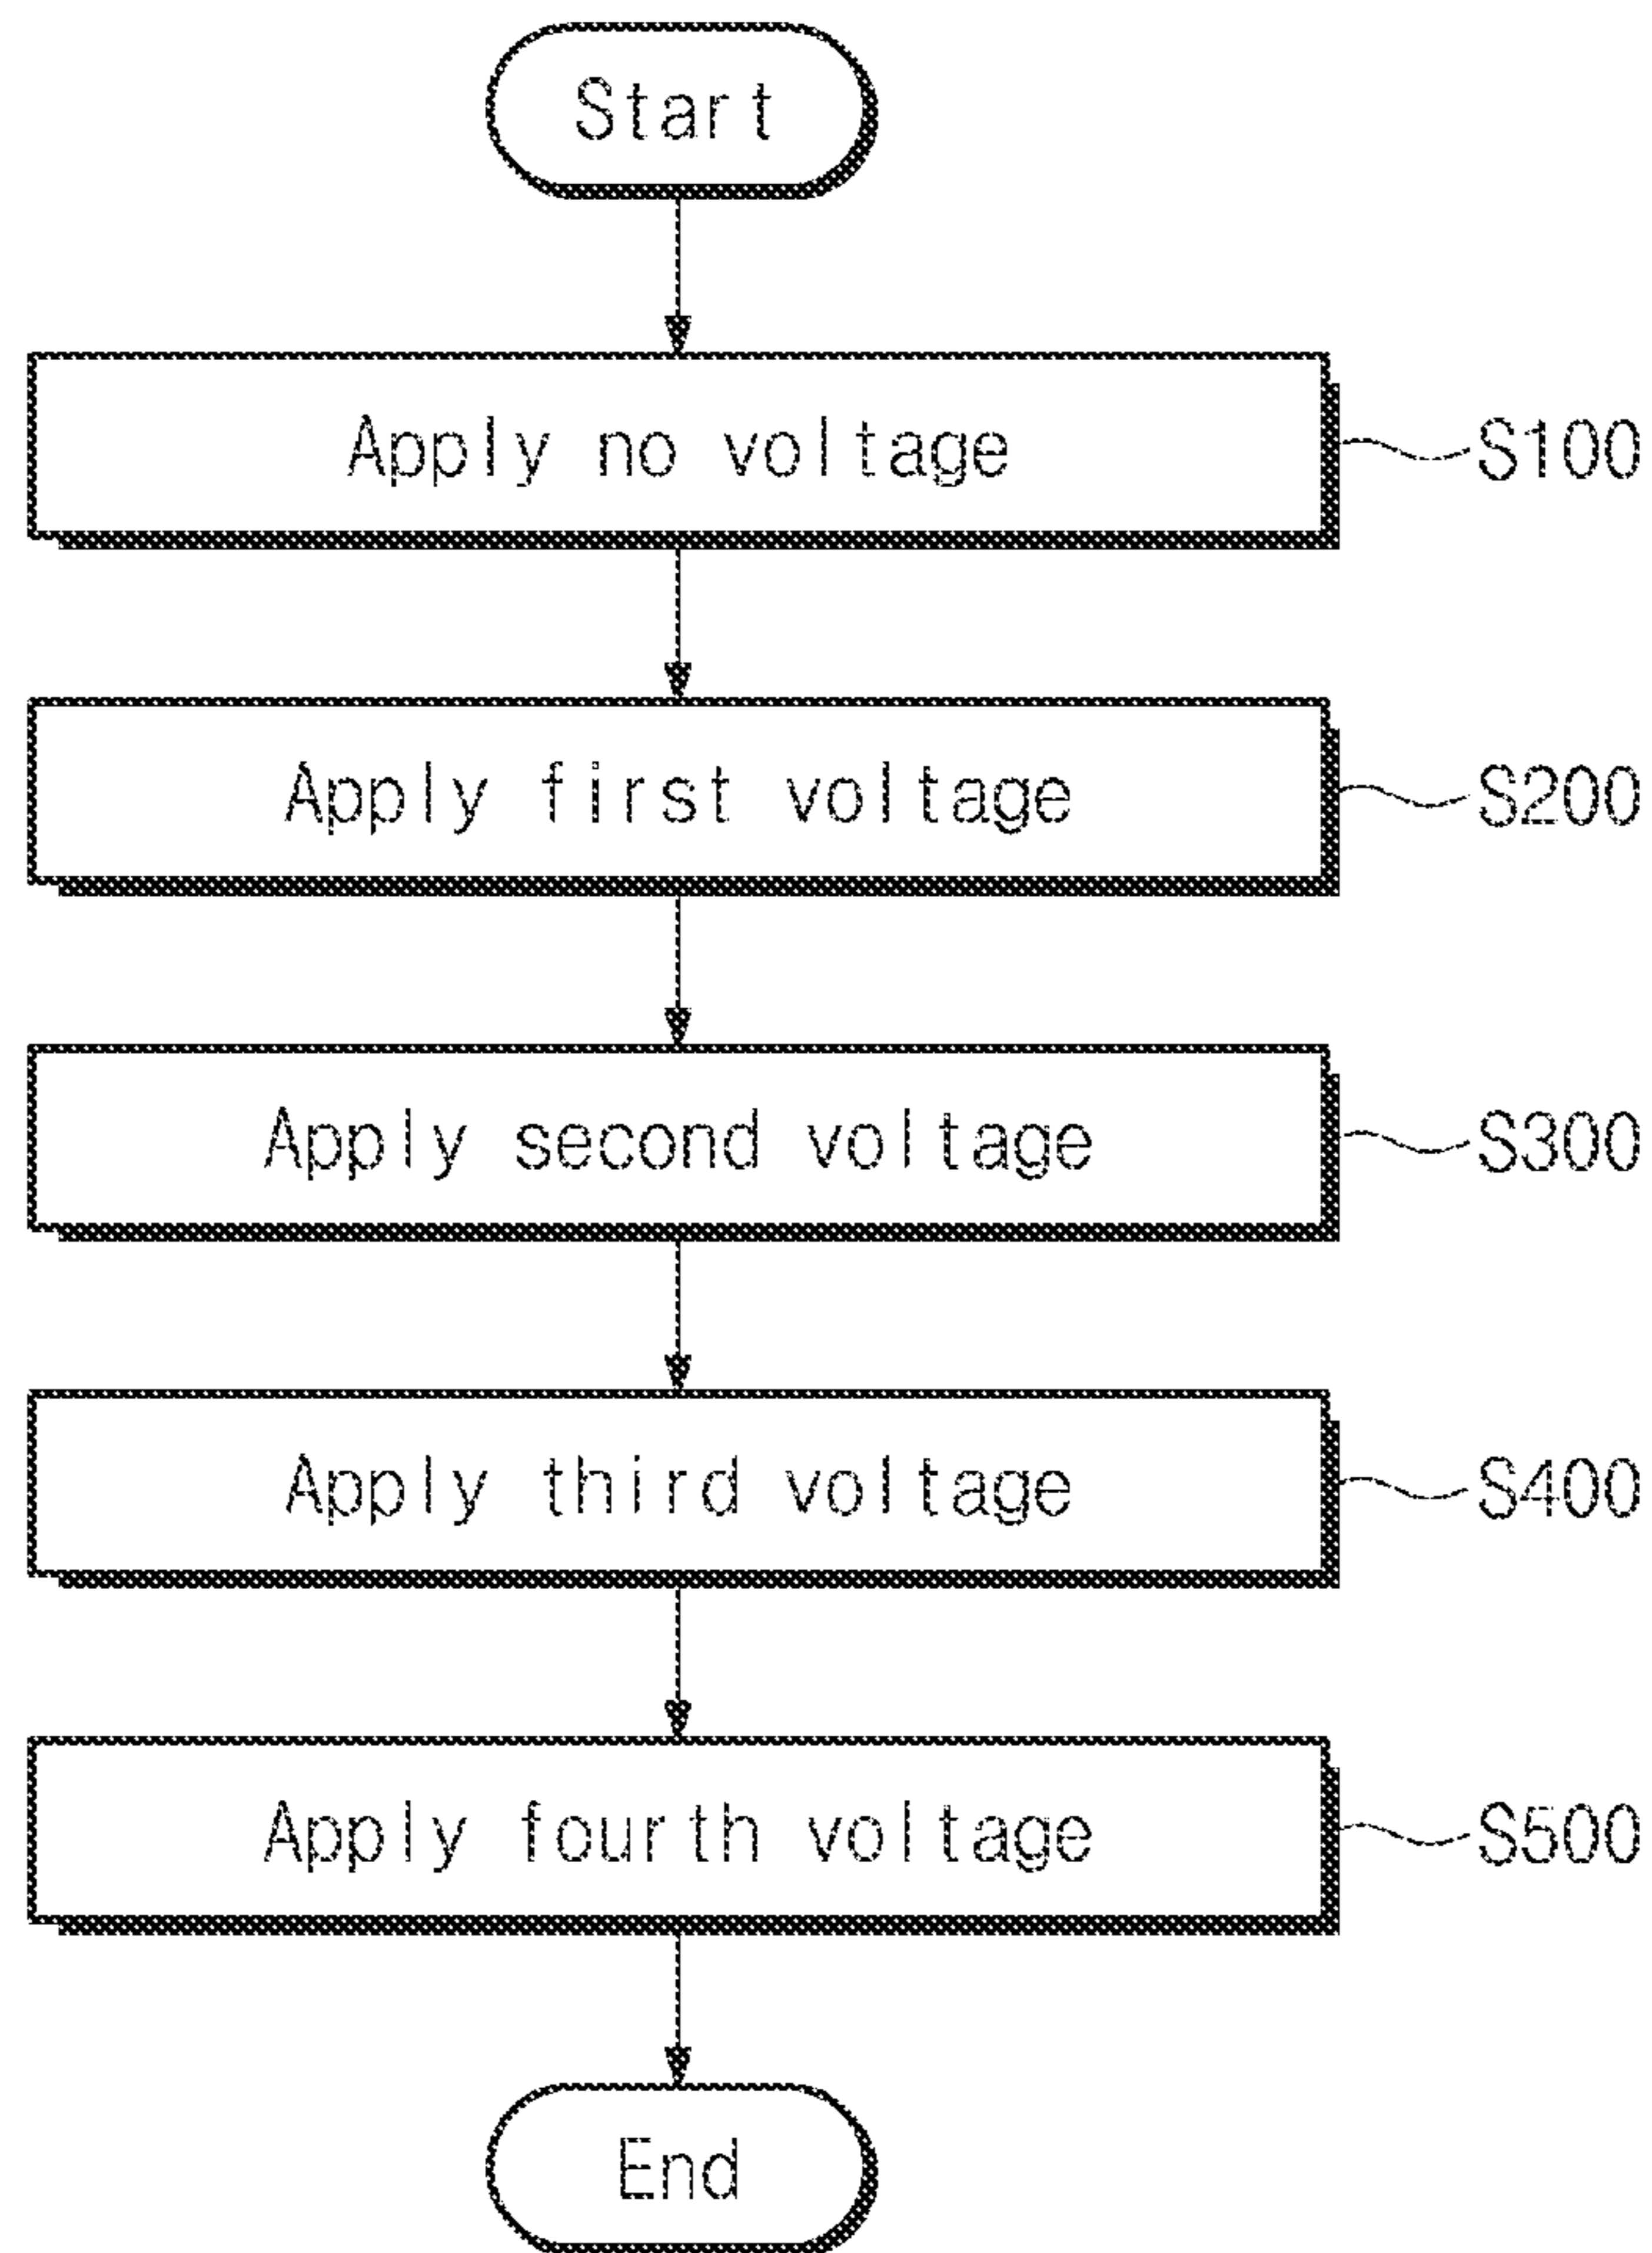 Start
Apply no voltage
S100
Apply first voltage
S200
Apply second voltage
S300
Apply third voltage
S400
Apply fourth voltage
S500
End